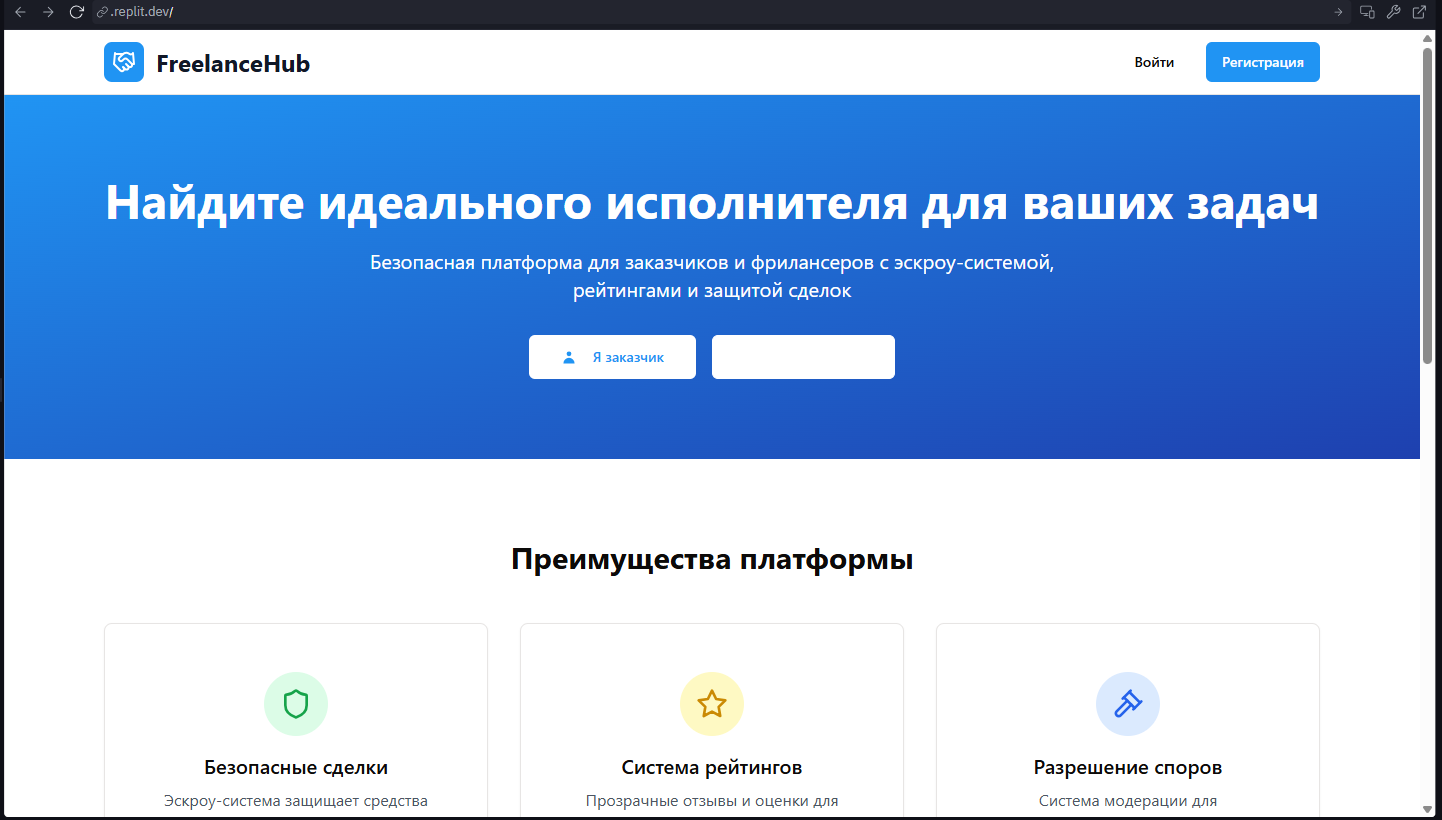 .replit.dev/
FreelanceHub
Войти
Регистрация
Найдите идеального исполнителя для ваших задач
Безопасная платформа для заказчиков и фрилансеров с эскроу-системой,
рейтингами и защитой сделок
Я заказчик
Преимущества платформы
Безопасные сделки
Эскроу-система защищает средства
Система рейтингов
Прозрачные отзывы и оценки для
Разрешение споров
Система модерации для